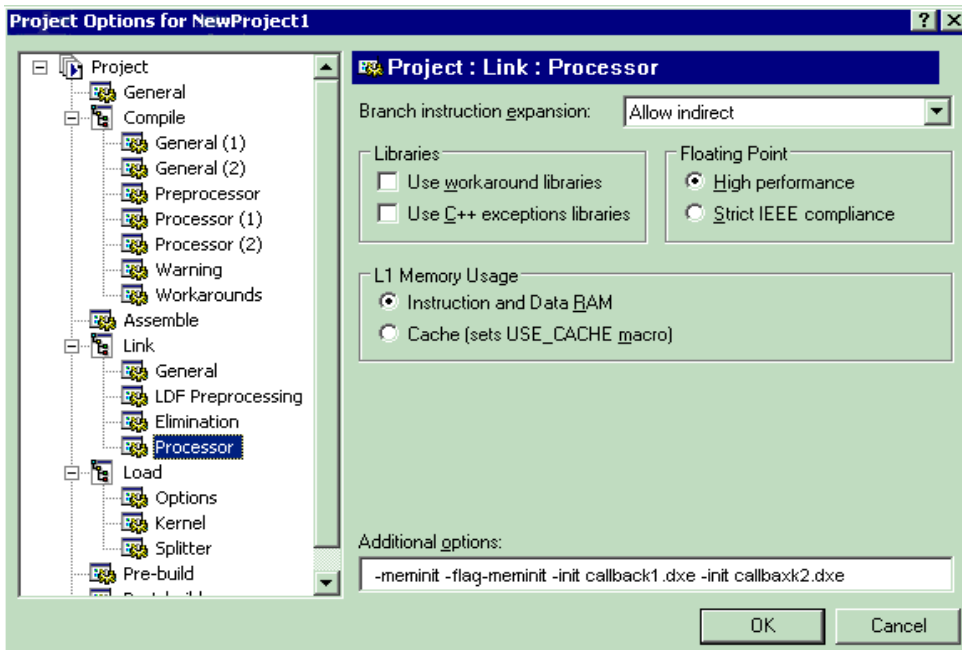 Project Options for NewProject1
Project
General
Compile
General (1)
General (2)
Preprocessor
Processor (1)
Processor (2)
Warning
Workarounds
Assemble
Link
General
LDF Preprocessing
Elimination
Processor
Load
Options
Kernel
Splitter
Pre-build
Project : Link : Processor
Branch instruction expansion: Allow indirect
Libraries
Use workaround libraries
Use C++ exceptions libraries
Floating Point
High performance
Strict IEEE compliance
L1 Memory Usage
Instruction and Data RAM
Cache (sets USE_CACHE macro)
Additional options:
-meminit -flag-meminit -init callback1.dxe -init callbaxk2.dxe
OK Cancel